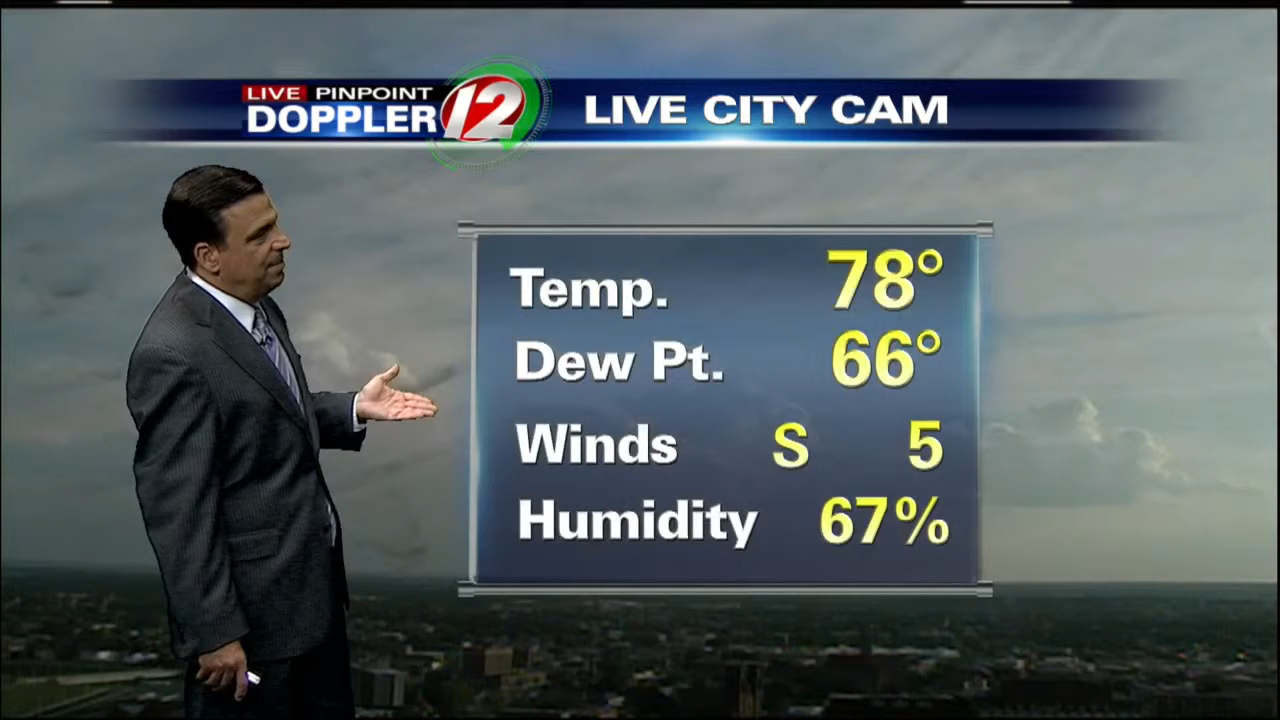 LIVE PINPOINT
DOPPLER 12
LIVE CITY CAM
Temp. 78°
Dew Pt. 66°
Winds S 5
Humidity 67%